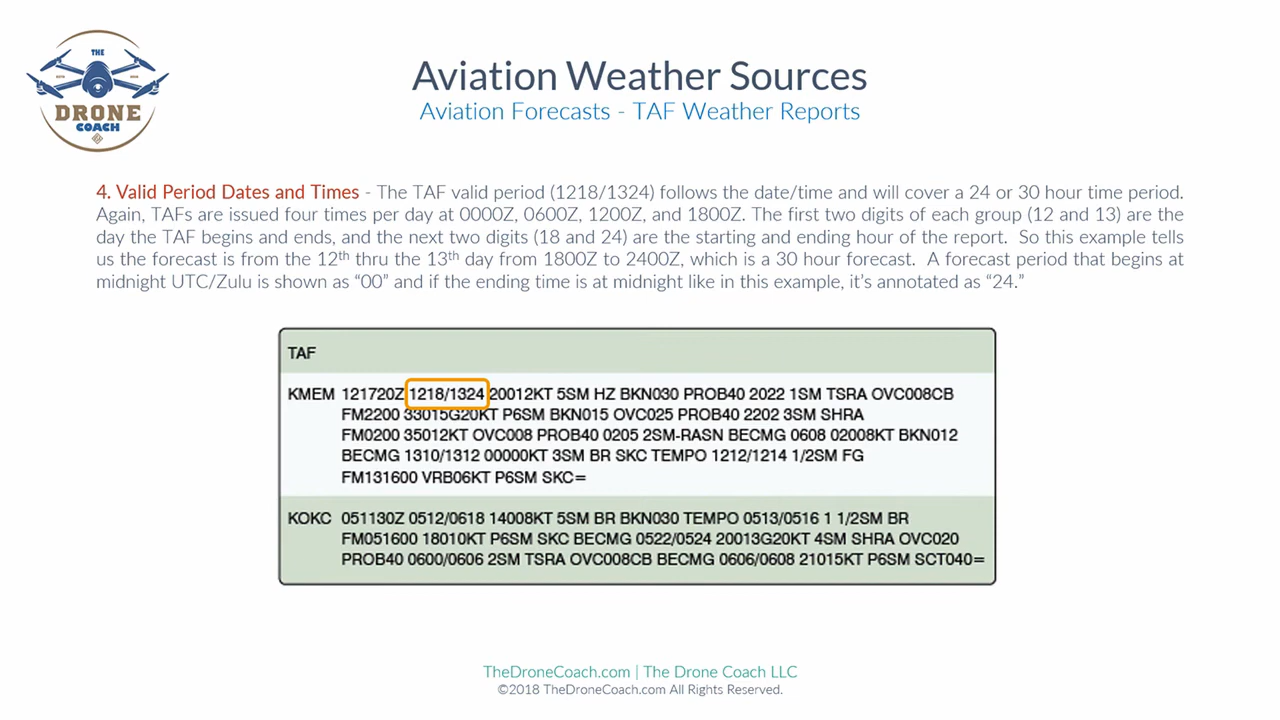 THE
DRONE
COACH
Aviation Weather Sources
Aviation Forecasts - TAF Weather Reports
4. Valid Period Dates and Times - The TAF valid period (1218/1324) follows the date/time and will cover a 24 or 30 hour time period.
Again, TAFs are issued four times per day at 0000Z, 0600Z, 1200Z, and 1800Z. The first two digits of each group (12 and 13) are the
day the TAF begins and ends, and the next two digits (18 and 24) are the starting and ending hour of the report. So this example tells
us the forecast is from the 12th thru the 13th day from 1800Z to 2400Z, which is a 30 hour forecast. A forecast period that begins at
midnight UTC/Zulu is shown as “00” and if the ending time is at midnight like in this example, it’s annotated as “24.”
TAF
KMEM 121720Z 1218/1324 20012KT 5SM HZ BKN030 PROB40 2022 1SM TSRA OVC008CB
FM2200 33015G20KT P6SM BKN015 OVC025 PROB40 2202 3SM SHRA
FM0200 35012KT OVC008 PROB40 0205 2SM-RASN BECMG 0608 02008KT BKN012
BECMG 1310/1312 00000KT 3SM BR SKC TEMPO 1212/1214 1/2SM FG
FM131600 VRB06KT P6SM SKC=
KOKC 051130Z 0512/0618 14008KT 5SM BR BKN030 TEMPO 0513/0516 1 1/2SM BR
FM051600 18010KT P6SM SKC BECMG 0522/0524 20013G20KT 4SM SHRA OVC020
PROB40 0600/0606 2SM TSRA OVC008CB BECMG 0606/0608 21015KT P6SM SCT040=
TheDroneCoach.com | The Drone Coach LLC
©2018 TheDroneCoach.com All Rights Reserved.